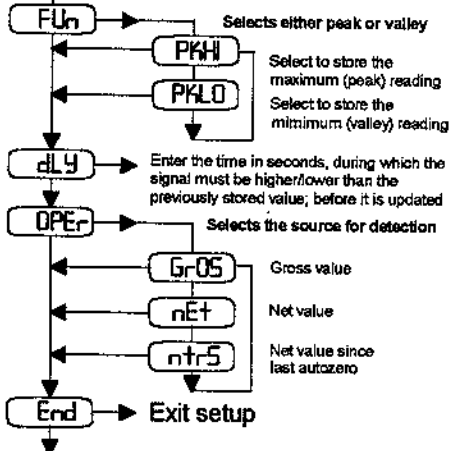 FUn
Selects either peak or valley
PKHI
Select to store the
maximum (peak) reading
PKLO
Select to store the
mimimum (valley) reading
dLY
Enter the time in seconds, during which the
signal must be higher/lower than the
previously stored value; before it is updated
OPEr
Selects the source for detection
GrOS
Gross value
nEt
Net value
ntrS
Net value since
last autozero
End
Exit setup